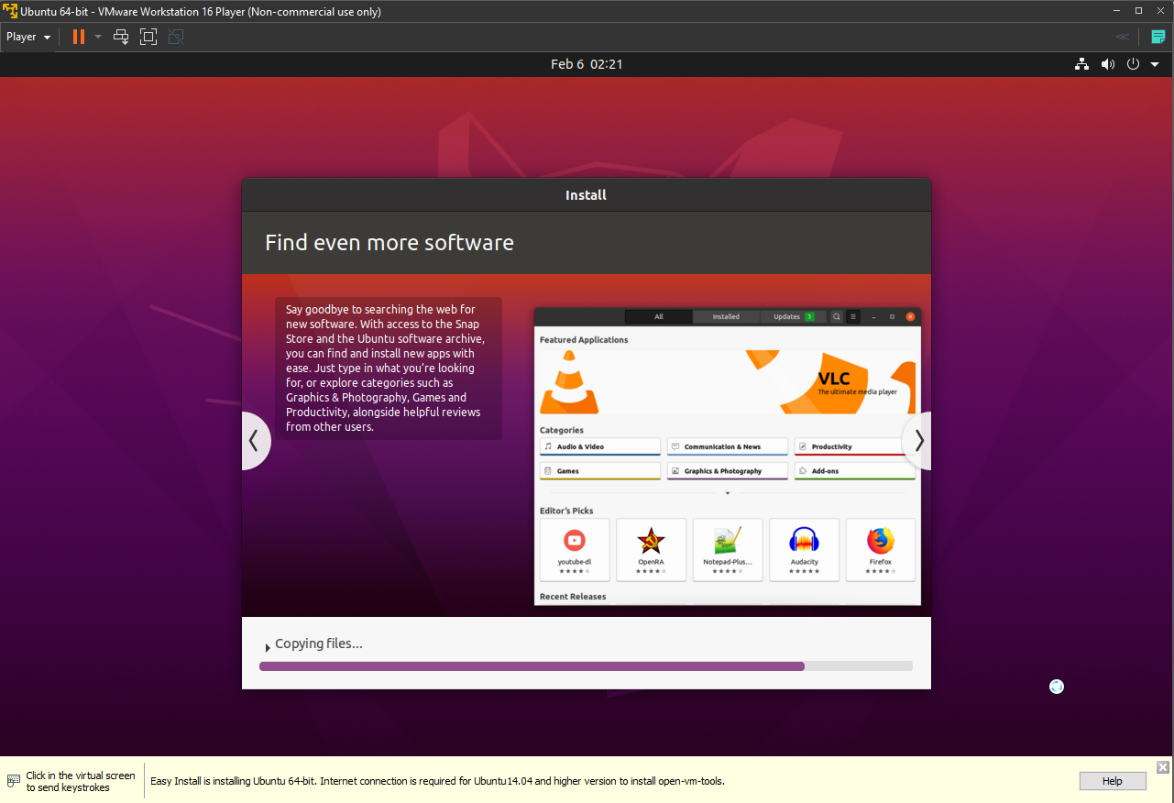 Ubuntu 64-bit - VMware Workstation 16 Player (Non-commercial use only)
Player
Feb 6 02:21
Install
Find even more software
Say goodbye to searching the web for
new software. With access to the Snap
Store and the Ubuntu software archive,
you can find and install new apps with
ease. Just type in what you're looking
for, or explore categories such as
Graphics & Photography, Games and
Productivity, alongside helpful reviews
from other users.
All Installed Updates 3
Featured Applications
VLC
The ultimate media player
Categories
Audio & Video Communication & News Productivity
Games Graphics & Photography Add-ons
Editor's Picks
youtube-dl OpenRA Notepad-Plus... Audacity Firefox
Recent Releases
Copying files...
Click in the virtual screen
to send keystrokes
Easy Install is installing Ubuntu 64-bit. Internet connection is required for Ubuntu14.04 and higher version to install open-vm-tools.
Help